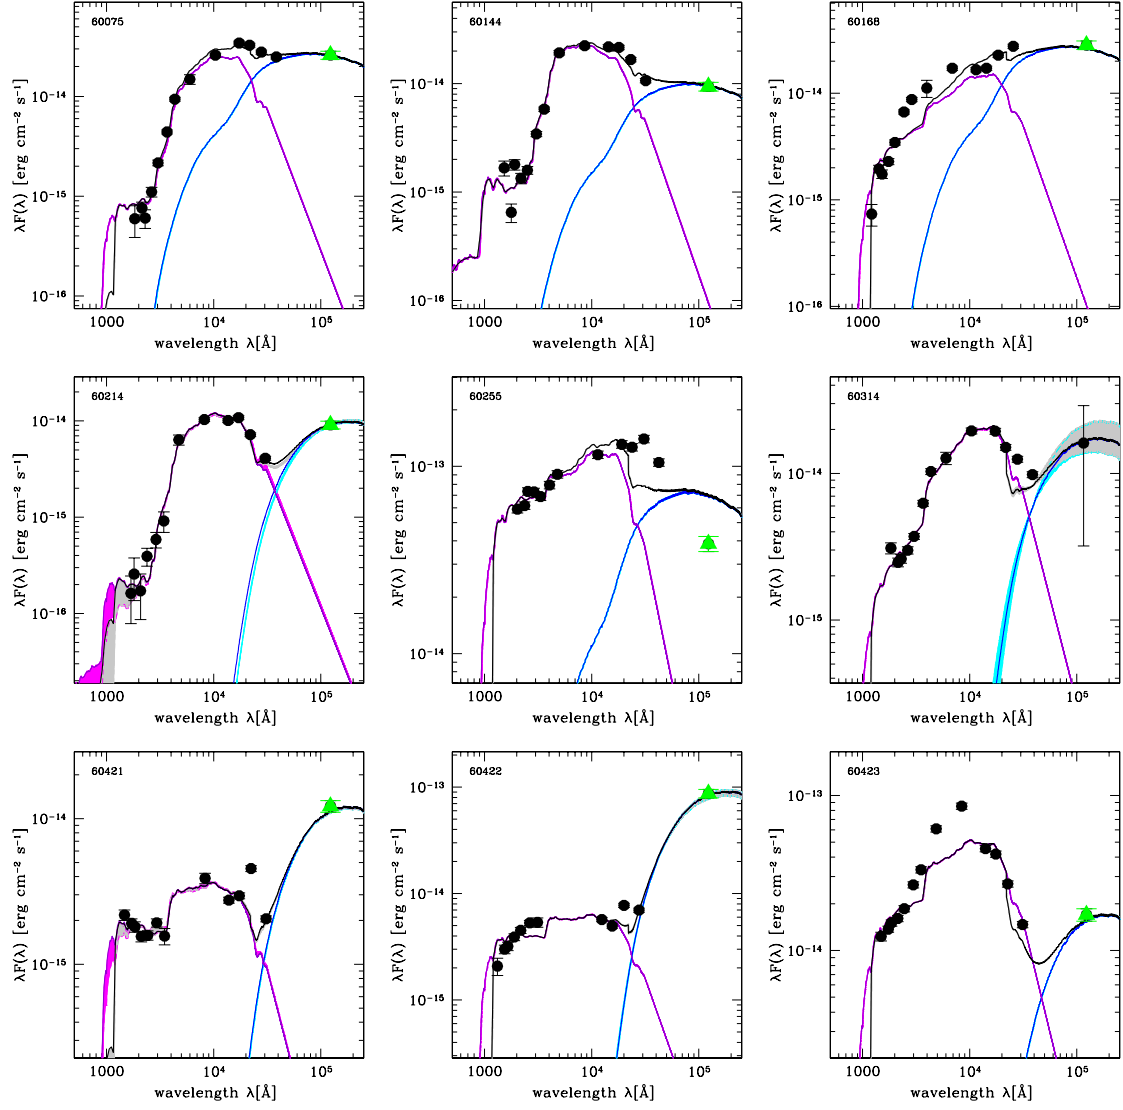 60075
60144
60168
10⁻¹⁴
10⁻¹⁵
10⁻¹⁶
λF(λ) [erg cm⁻² s⁻¹]
1000 10⁴ 10⁵
wavelength λ[Å]
10⁻¹⁴
10⁻¹⁵
10⁻¹⁶
λF(λ) [erg cm⁻² s⁻¹]
1000 10⁴ 10⁵
wavelength λ[Å]
10⁻¹⁴
10⁻¹⁵
10⁻¹⁶
λF(λ) [erg cm⁻² s⁻¹]
1000 10⁴ 10⁵
wavelength λ[Å]
60214
60255
60314
10⁻¹⁴
10⁻¹⁵
10⁻¹⁶
λF(λ) [erg cm⁻² s⁻¹]
1000 10⁴ 10⁵
wavelength λ[Å]
10⁻¹³
10⁻¹⁴
λF(λ) [erg cm⁻² s⁻¹]
1000 10⁴ 10⁵
wavelength λ[Å]
10⁻¹⁴
10⁻¹⁵
λF(λ) [erg cm⁻² s⁻¹]
1000 10⁴ 10⁵
wavelength λ[Å]
60421
60422
60423
10⁻¹⁴
10⁻¹⁵
λF(λ) [erg cm⁻² s⁻¹]
1000 10⁴ 10⁵
wavelength λ[Å]
10⁻¹³
10⁻¹⁴
10⁻¹⁵
λF(λ) [erg cm⁻² s⁻¹]
1000 10⁴ 10⁵
wavelength λ[Å]
10⁻¹³
10⁻¹⁴
λF(λ) [erg cm⁻² s⁻¹]
1000 10⁴ 10⁵
wavelength λ[Å]